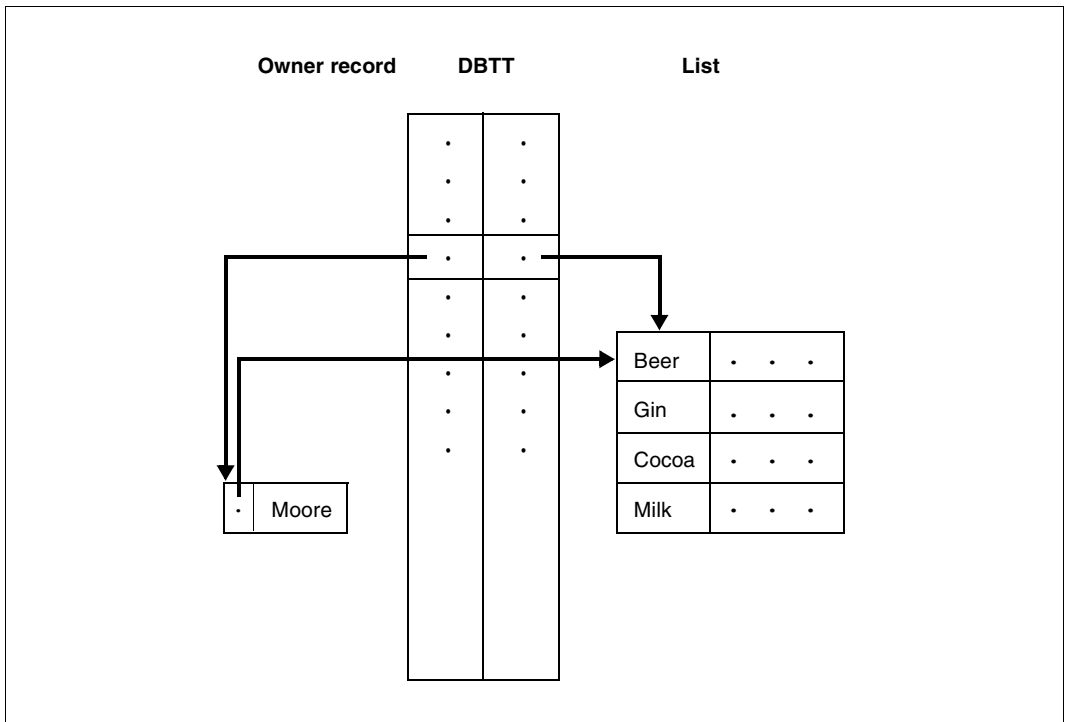 Owner record DBTT List
Beer . . .
Gin . . .
Cocoa . . .
Milk . . .
. Moore